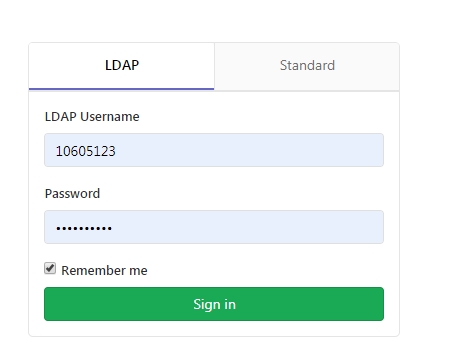 LDAP Standard
LDAP Username
10605123
Password
••••••••••
Remember me
Sign in